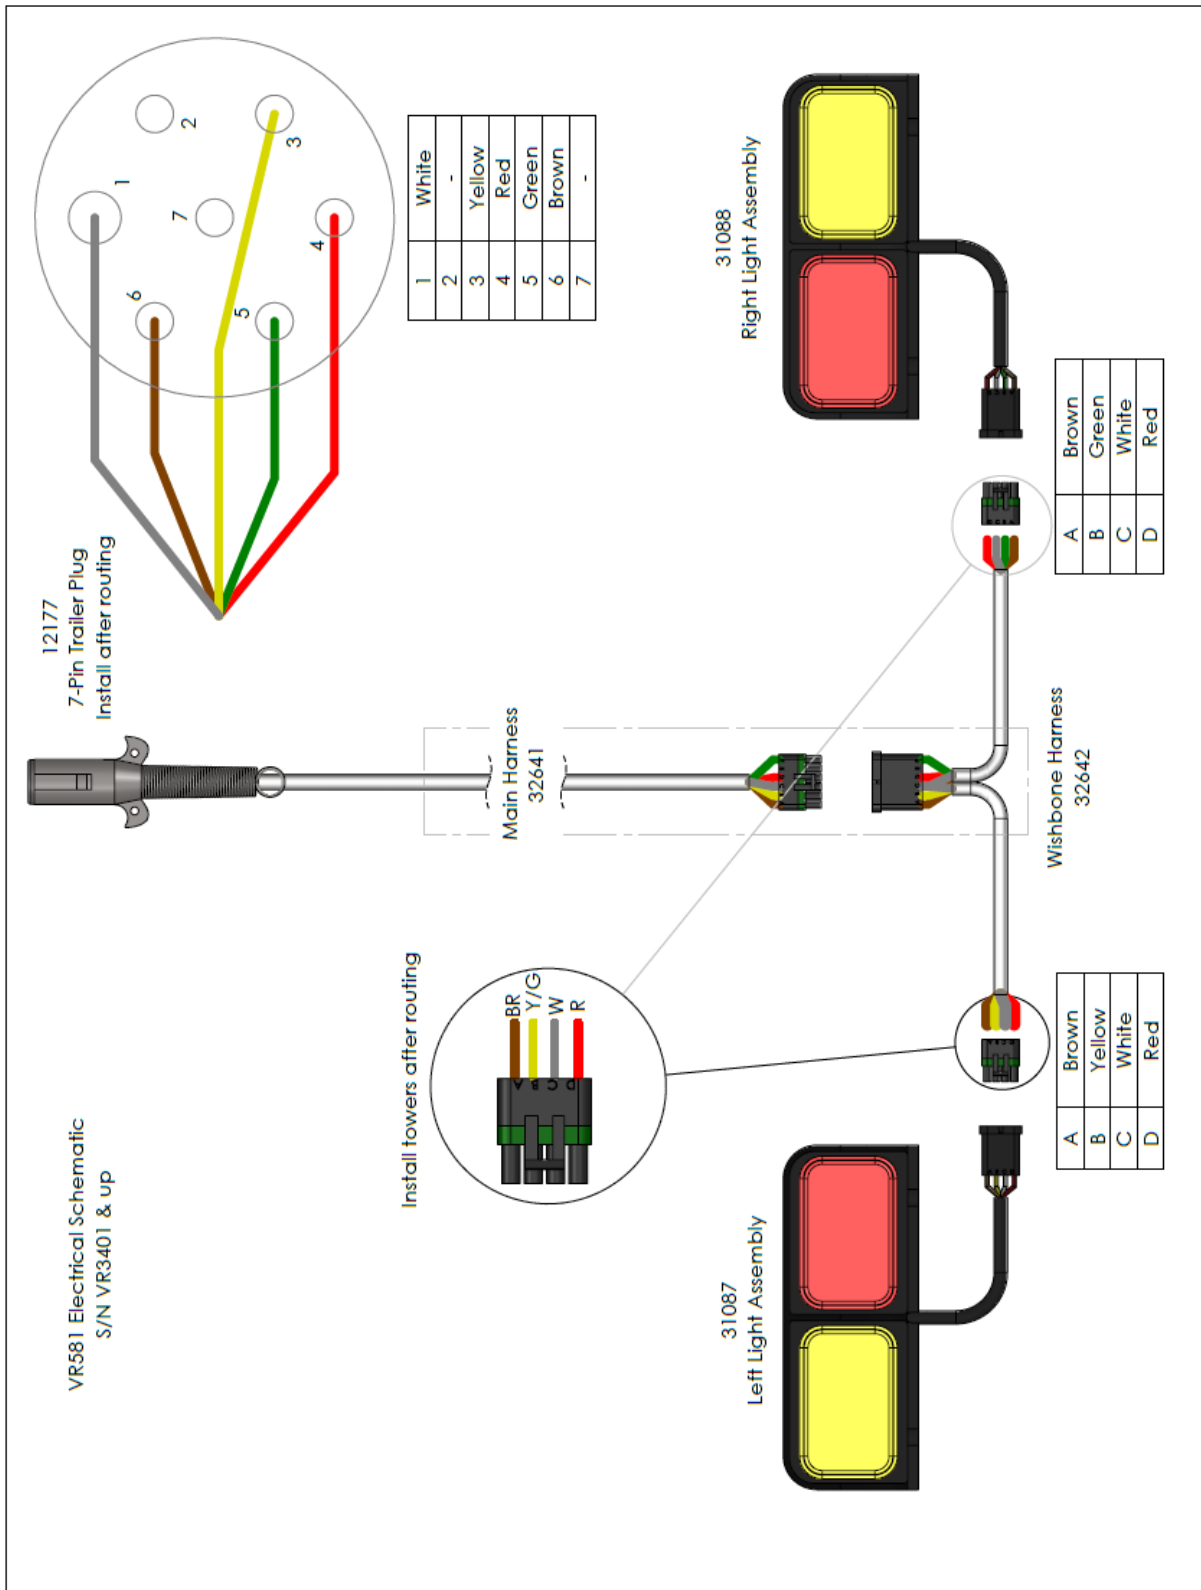 VR581 Electrical Schematic
S/N VR3401 & up
12177
7-Pin Trailer Plug
Install after routing
1
2
3
4
5
6
7
1 White
2 -
3 Yellow
4 Red
5 Green
6 Brown
7 -
Main Harness
32641
Install towers after routing
BR
Y/G
W
R
A
B
C
D
31087
Left Light Assembly
31088
Right Light Assembly
Wishbone Harness
32642
A Brown
B Yellow
C White
D Red
A Brown
B Green
C White
D Red